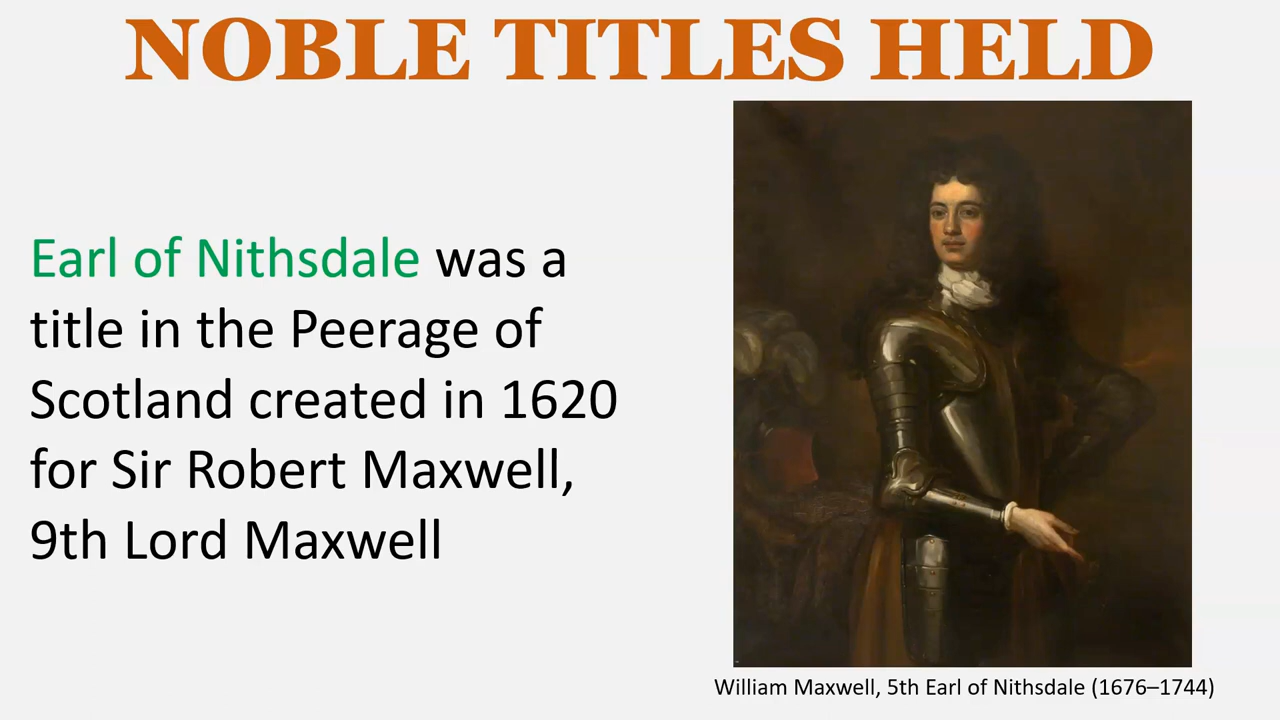 NOBLE TITLES HELD
Earl of Nithsdale was a
title in the Peerage of
Scotland created in 1620
for Sir Robert Maxwell,
9th Lord Maxwell
William Maxwell, 5th Earl of Nithsdale (1676–1744)